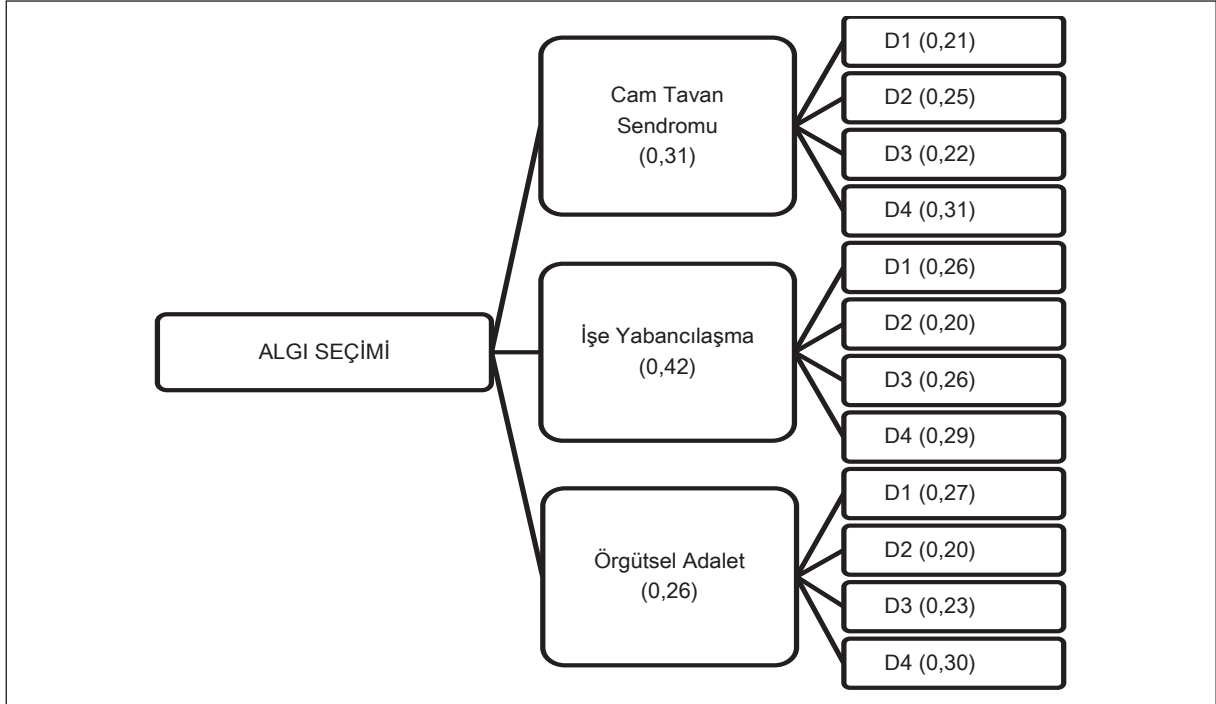 ALGI SEÇİMİ
Cam Tavan
Sendromu
(0,31)
D1 (0,21)
D2 (0,25)
D3 (0,22)
D4 (0,31)
İşe Yabancılaşma
(0,42)
D1 (0,26)
D2 (0,20)
D3 (0,26)
D4 (0,29)
Örgütsel Adalet
(0,26)
D1 (0,27)
D2 (0,20)
D3 (0,23)
D4 (0,30)